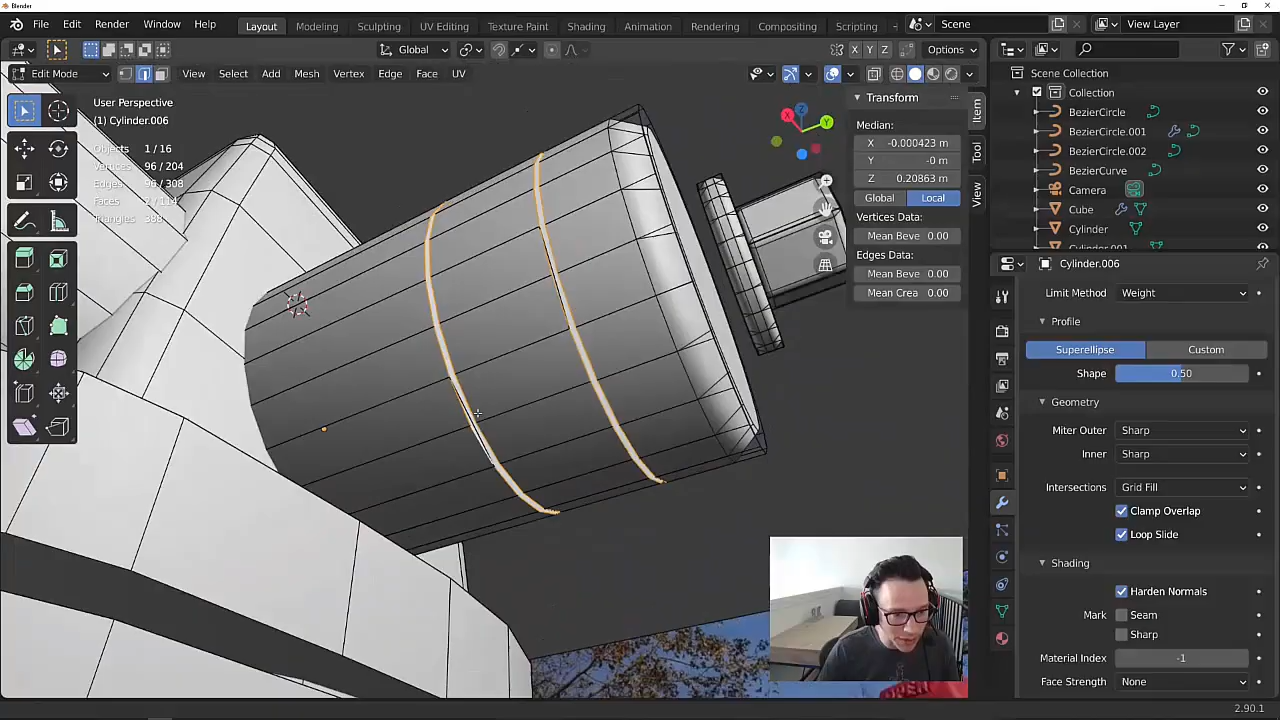 Blender
File Edit Render Window Help Layout Modeling Sculpting UV Editing Texture Paint Shading Animation Rendering Compositing Scripting Scene View Layer
Global Options
Edit Mode View Select Add Mesh Vertex Edge Face UV
User Perspective
(1) Cylinder.006
Objects 1/16
Vertices 96/204
Edges 96/308
Triangles 388
X Y Z
Transform
Median:
X -0.000423 m
Y -0 m
Z 0.20863 m
Global Local
Vertices Data:
Mean Beve 0.00
Edges Data:
Mean Beve 0.00
Mean Crea 0.00
Item
Tool
View
Scene Collection
Collection
BezierCircle
BezierCircle.001
BezierCircle.002
BezierCurve
Camera
Cube
Cylinder
Cylinder.001
Cylinder.006
Limit Method Weight
Profile
Superellipse Custom
Shape 0.50
Geometry
Miter Outer Sharp
Inner Sharp
Intersections Grid Fill
Clamp Overlap
Loop Slide
Shading
Harden Normals
Mark Seam
Sharp
Material Index -1
Face Strength None
2.90.1